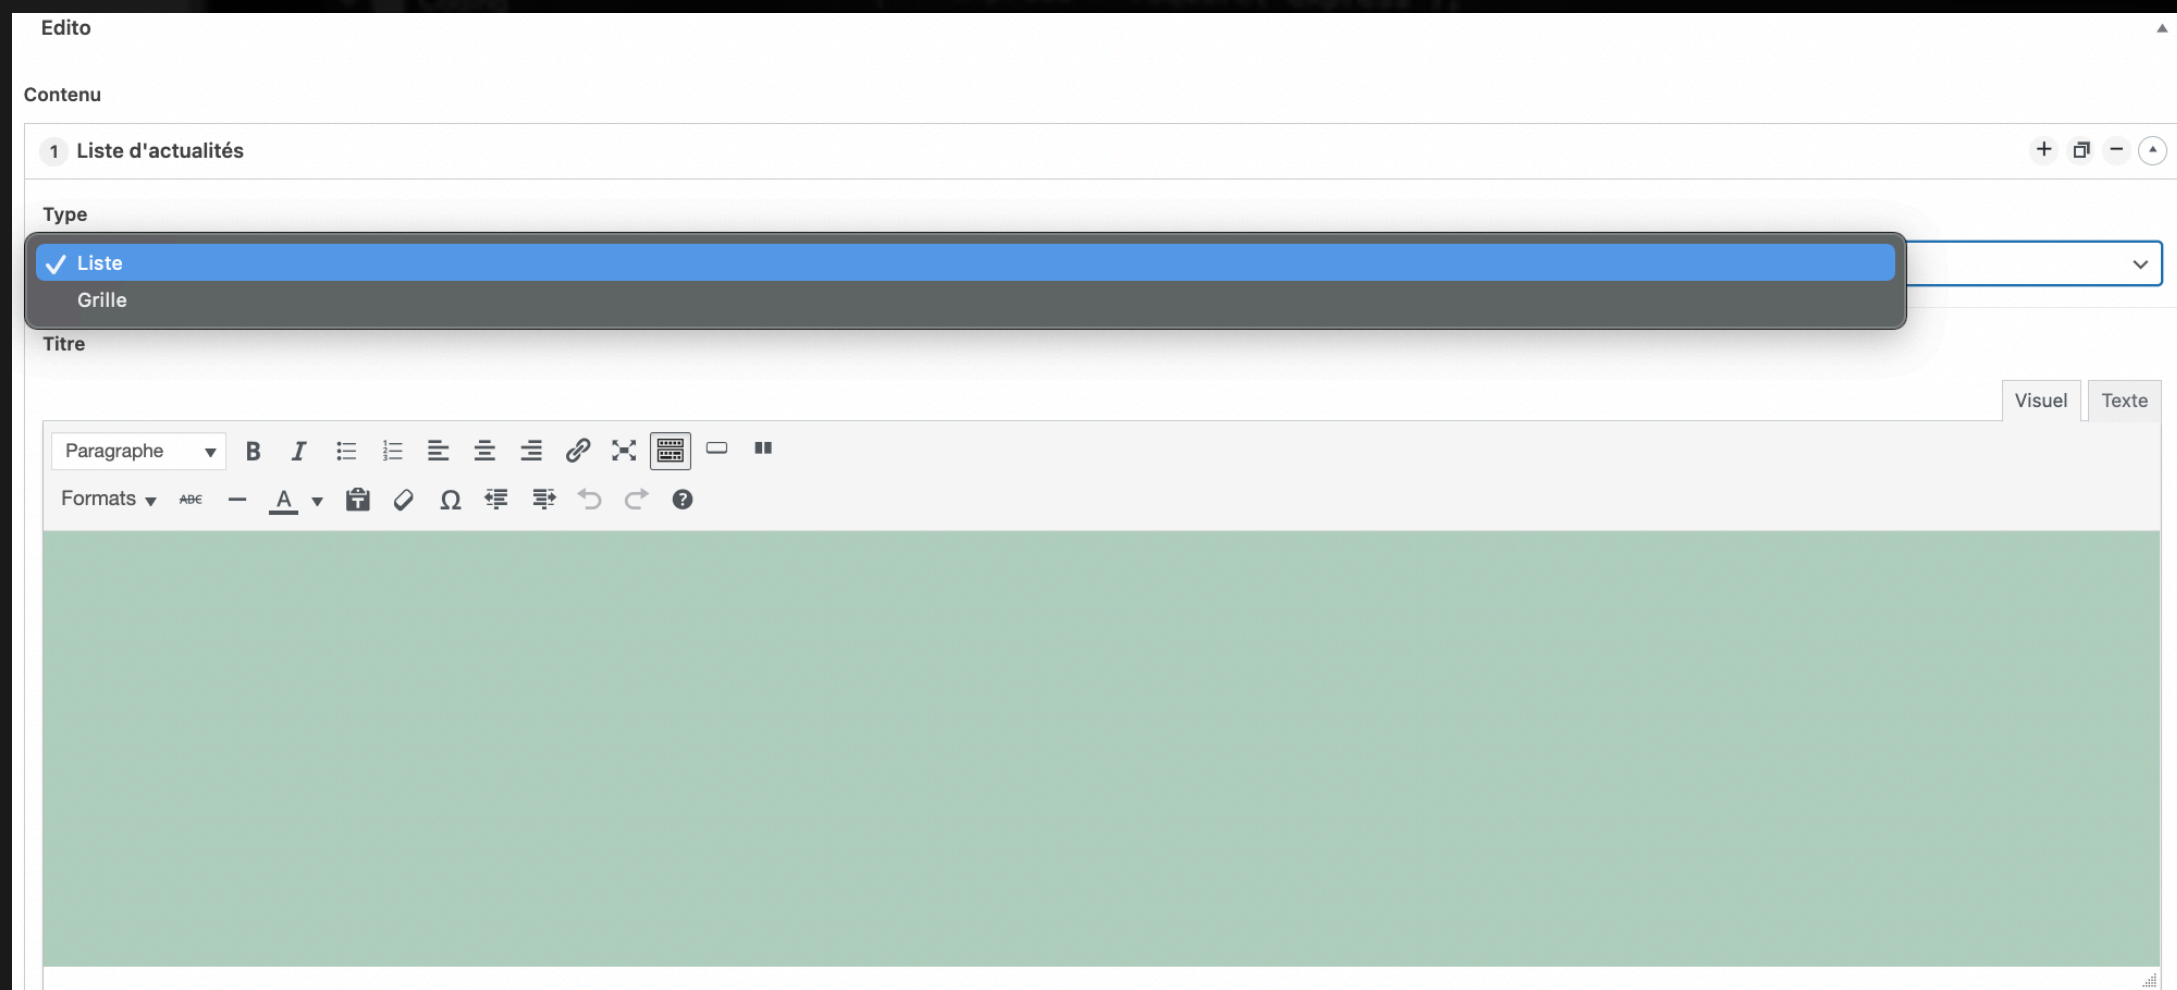 Edito
Contenu
1 Liste d'actualités
Type
Liste
Grille
Titre
Visuel Texte
Paragraphe B I
Formats ABC A Ω ?